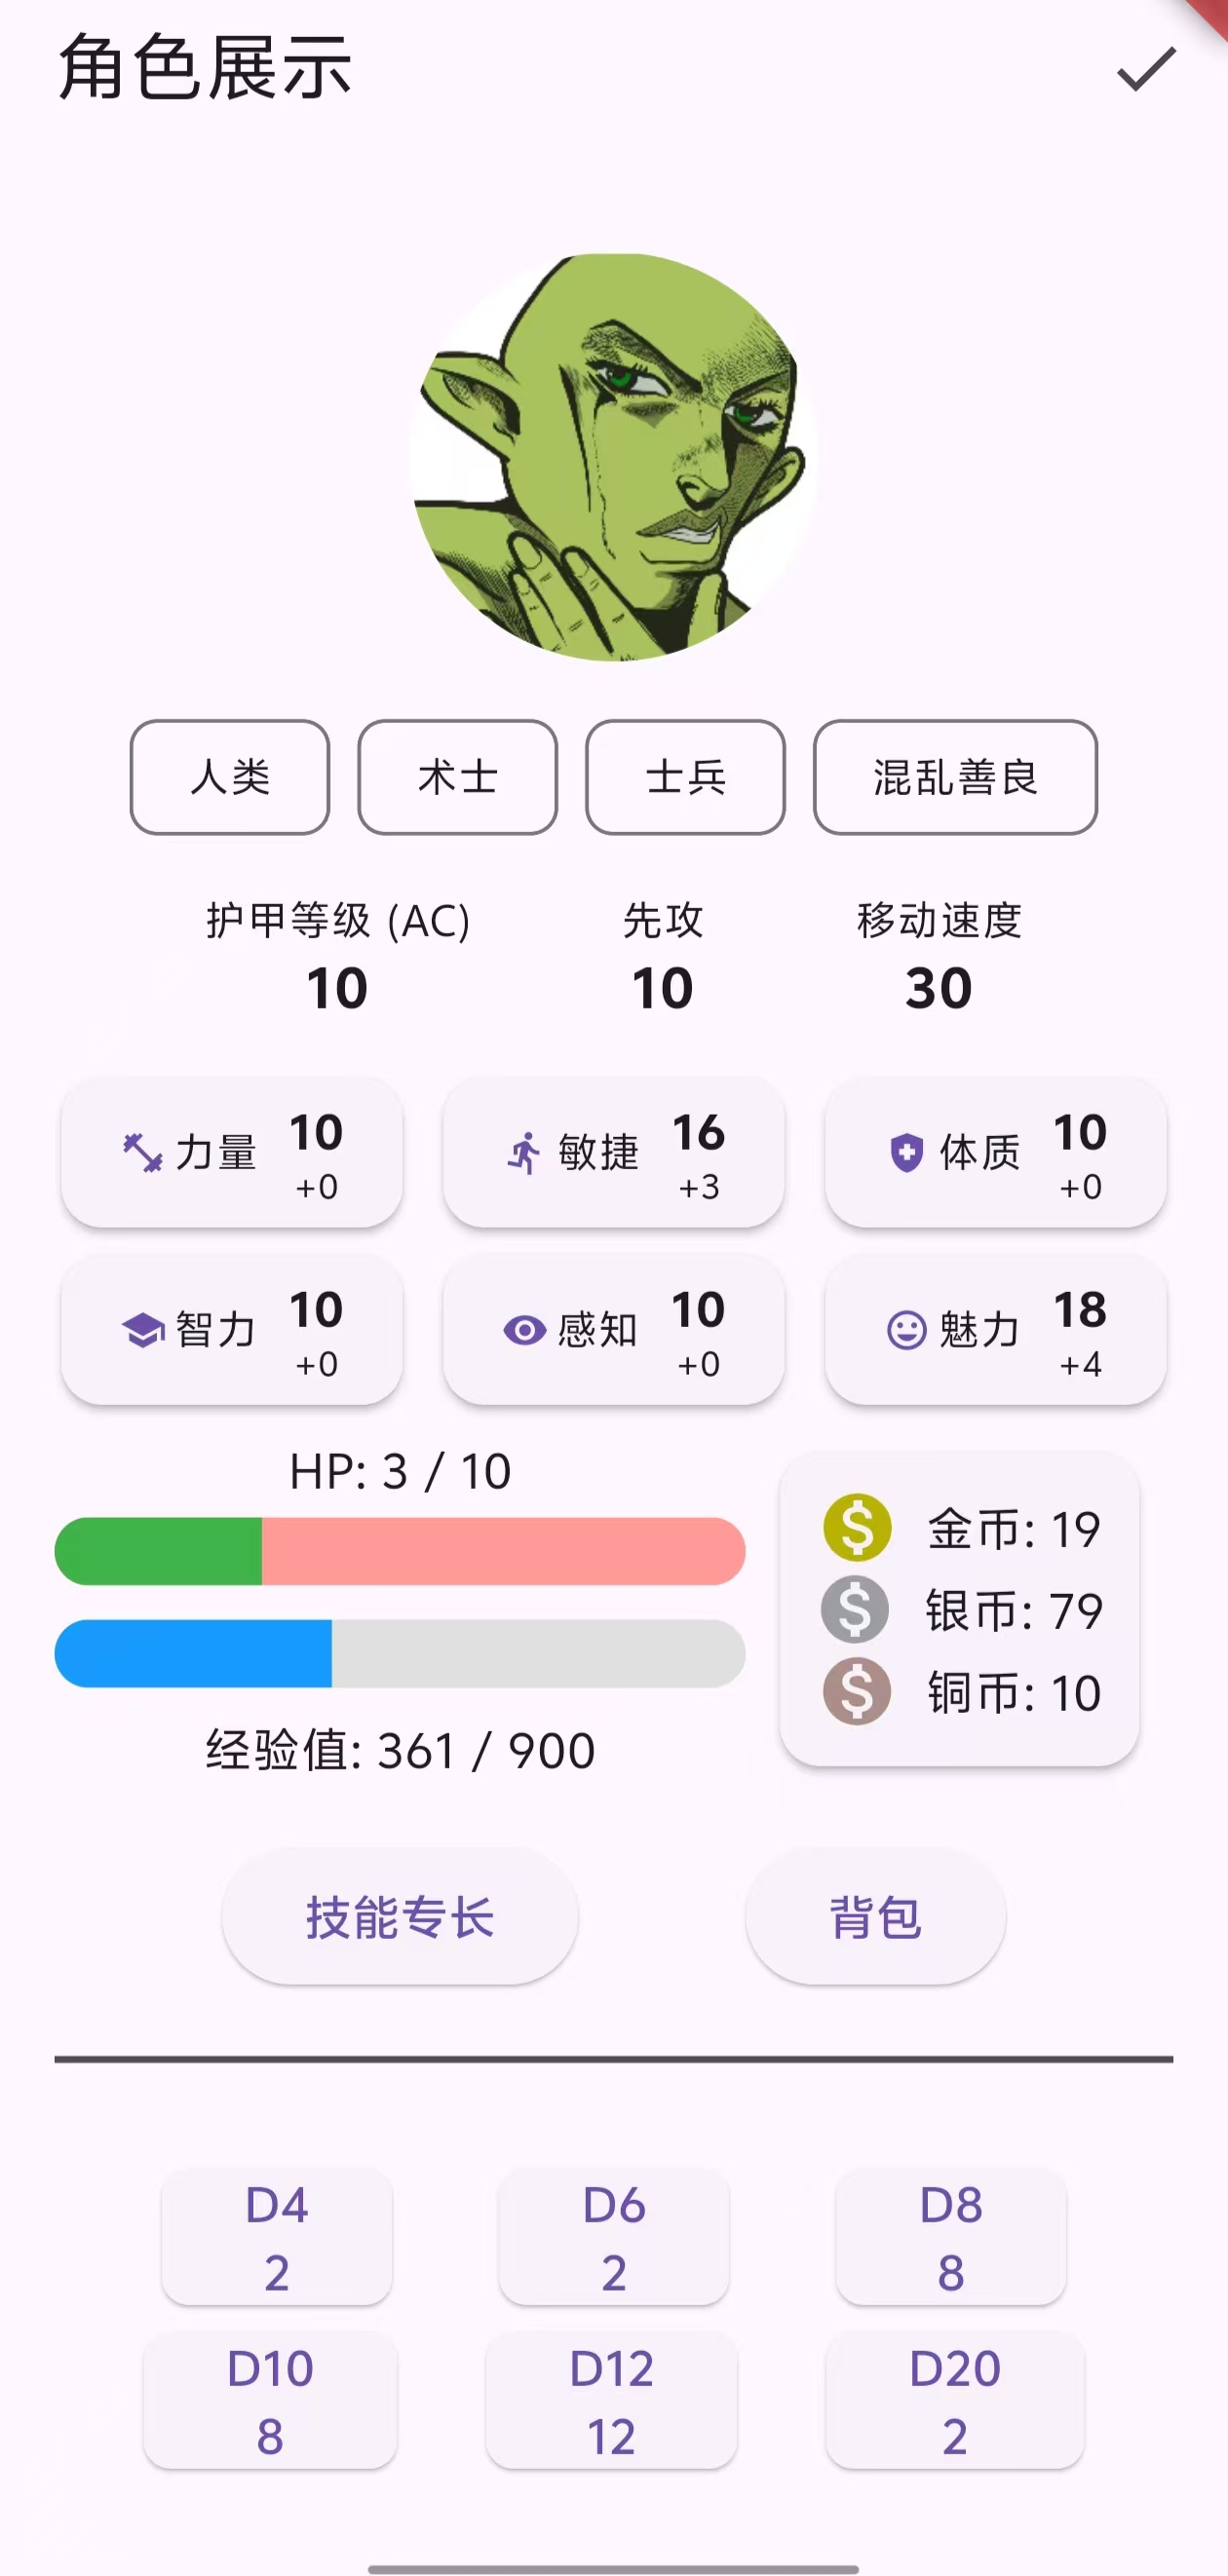 角色展示
人类 术士 士兵 混乱善良
护甲等级 (AC) 先攻 移动速度
10 10 30
力量 10 +0 敏捷 16 +3 体质 10 +0
智力 10 +0 感知 10 +0 魅力 18 +4
HP: 3 / 10
经验值: 361 / 900
金币: 19
银币: 79
铜币: 10
技能专长 背包
D4 D6 D8
2 2 8
D10 D12 D20
8 12 2